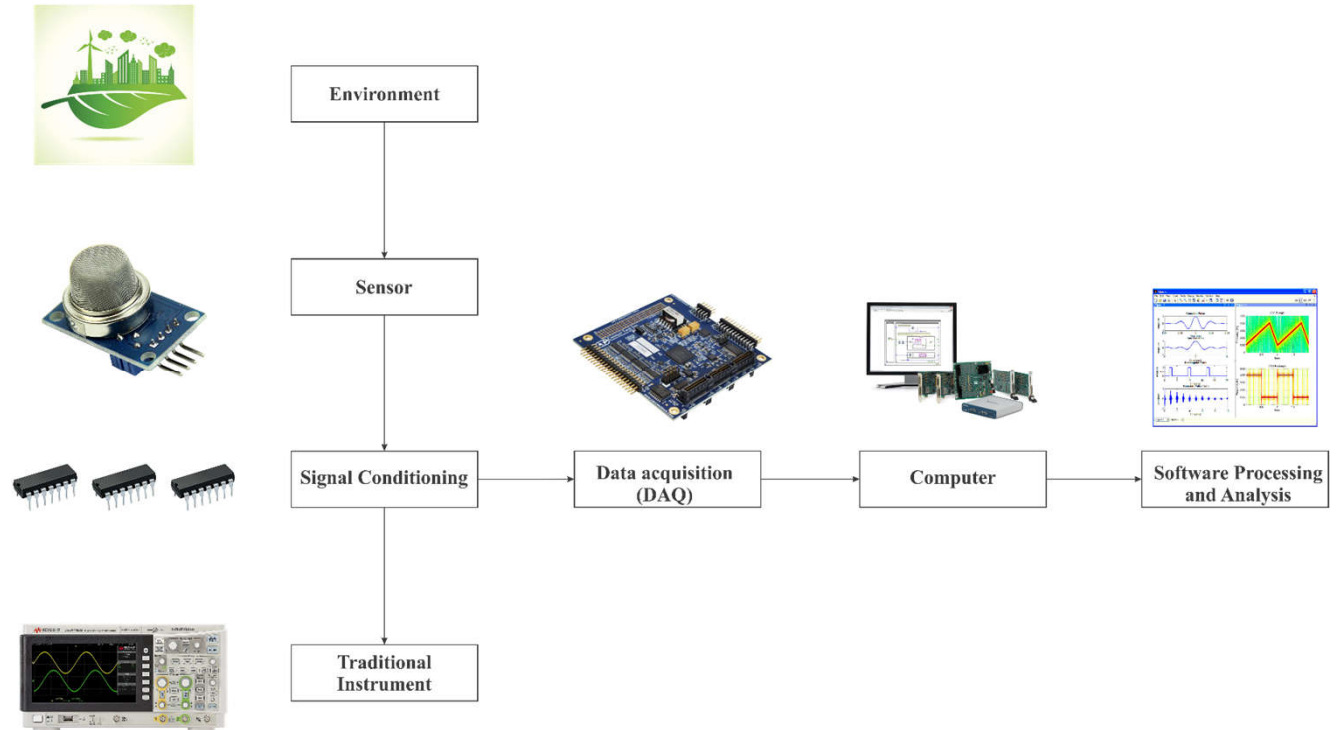 Environment
Sensor
Signal Conditioning
Data acquisition
(DAQ)
Computer
Software Processing
and Analysis
Traditional
Instrument